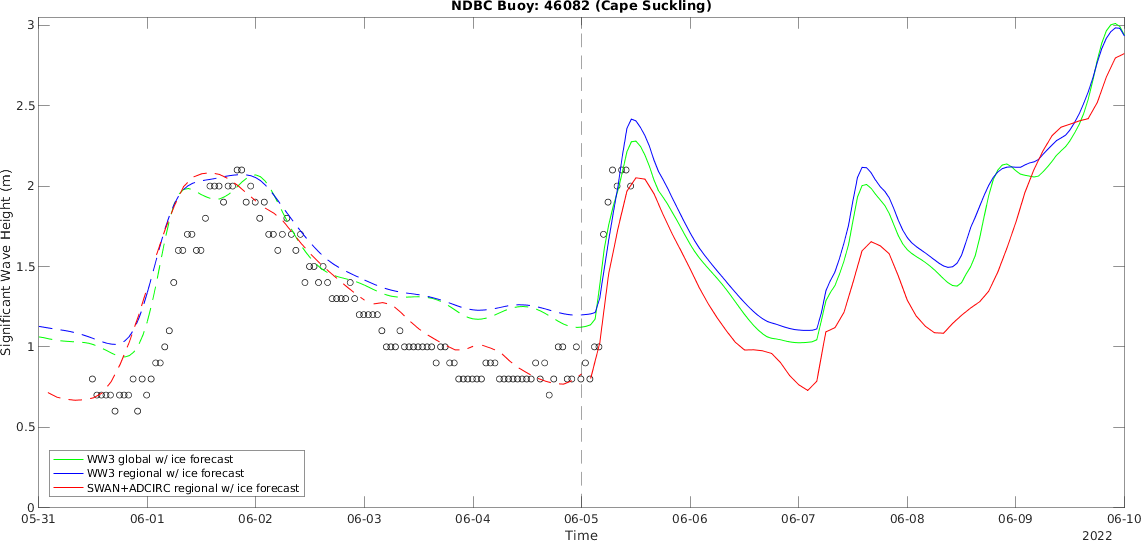 NDBC Buoy: 46082 (Cape Suckling)
Significant Wave Height (m)
3
2.5
2
1.5
1
0.5
0
WW3 global w/ ice forecast
WW3 regional w/ ice forecast
SWAN+ADCIRC regional w/ ice forecast
05-31 06-01 06-02 06-03 06-04 06-05 06-06 06-07 06-08 06-09 06-10
Time
2022